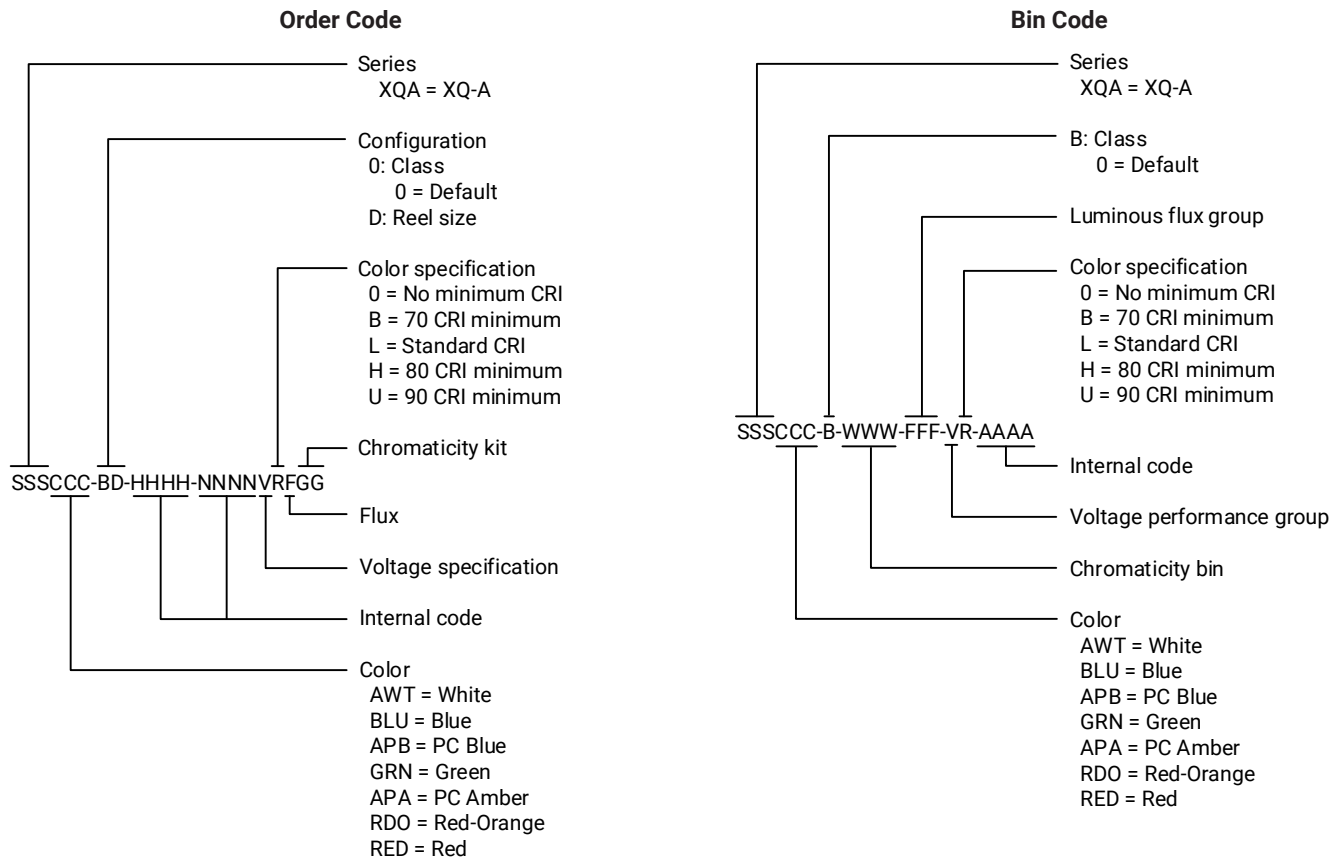 Order Code
Series
XQA = XQ-A
Configuration
0: Class
0 = Default
D: Reel size
Color specification
0 = No minimum CRI
B = 70 CRI minimum
L = Standard CRI
H = 80 CRI minimum
U = 90 CRI minimum
Chromaticity kit
SSSCCC-BD-HHHH-NNNNVRFGG
Flux
Voltage specification
Internal code
Color
AWT = White
BLU = Blue
APB = PC Blue
GRN = Green
APA = PC Amber
RDO = Red-Orange
RED = Red
Bin Code
Series
XQA = XQ-A
B: Class
0 = Default
Luminous flux group
Color specification
0 = No minimum CRI
B = 70 CRI minimum
L = Standard CRI
H = 80 CRI minimum
U = 90 CRI minimum
SSSCCC-B-WWW-FFF-VR-AAAA
Internal code
Voltage performance group
Chromaticity bin
Color
AWT = White
BLU = Blue
APB = PC Blue
GRN = Green
APA = PC Amber
RDO = Red-Orange
RED = Red